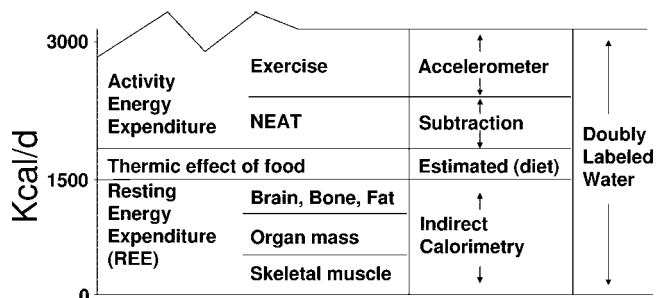 3000
Exercise
Accelerometer
Activity
Energy
Expenditure
NEAT
Subtraction
Doubly
Labeled
Water
Kcal/d
Thermic effect of food
Estimated (diet)
1500
Resting
Energy
Expenditure
(REE)
Brain, Bone, Fat
Organ mass
Skeletal muscle
Indirect
Calorimetry
0